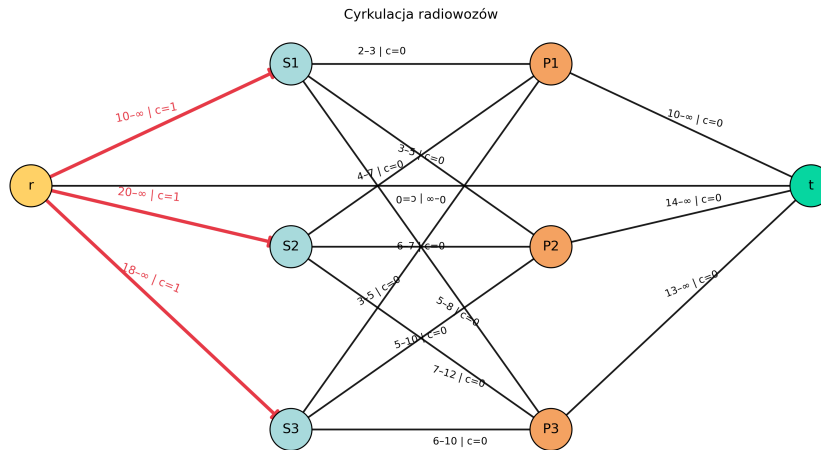 Cyrkulacja radiowozów
2–3 | c=0
S1
P1
10–∞ | c=1
10–∞ | c=0
3–5 | c=0
4–7 | c=0
r
t
20–∞ | c=1
0–∞ | c=0
14–∞ | c=0
S2
6–7 | c=0
P2
18–∞ | c=1
3–5 | c=0
13–∞ | c=0
5–8 | c=0
5–10 | c=0
7–12 | c=0
S3
6–10 | c=0
P3